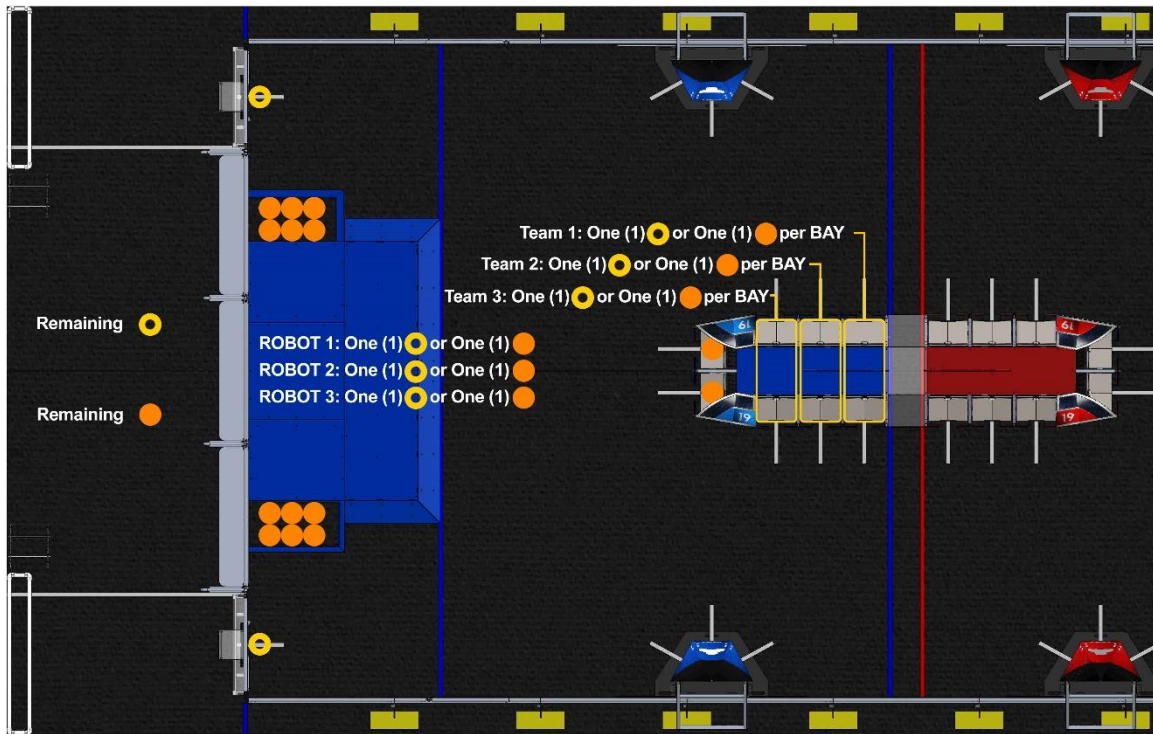 Team 1: One (1) or One (1) per BAY
Team 2: One (1) or One (1) per BAY
Team 3: One (1) or One (1) per BAY
Remaining
ROBOT 1: One (1) or One (1)
ROBOT 2: One (1) or One (1)
ROBOT 3: One (1) or One (1)
Remaining
19
19
19
19